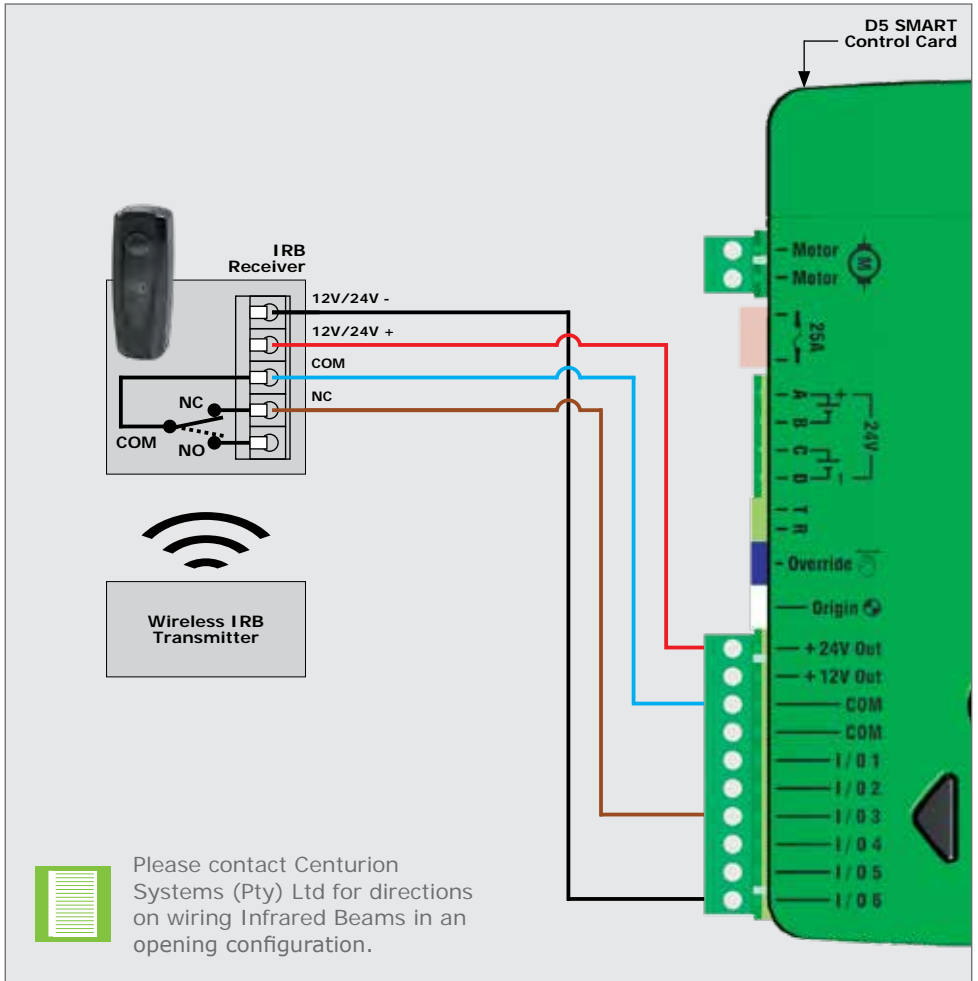 D5 SMART
Control Card
IRB
Receiver
12V/24V -
12V/24V +
COM
NC
NC
COM
NO
Wireless IRB
Transmitter
Motor
Motor
M
25A
A +
B
C
D -
24V
T
R
Override
Origin
+ 24V Out
+ 12V Out
COM
COM
I/O 1
I/O 2
I/O 3
I/O 4
I/O 5
I/O 6
Please contact Centurion
Systems (Pty) Ltd for directions
on wiring Infrared Beams in an
opening configuration.